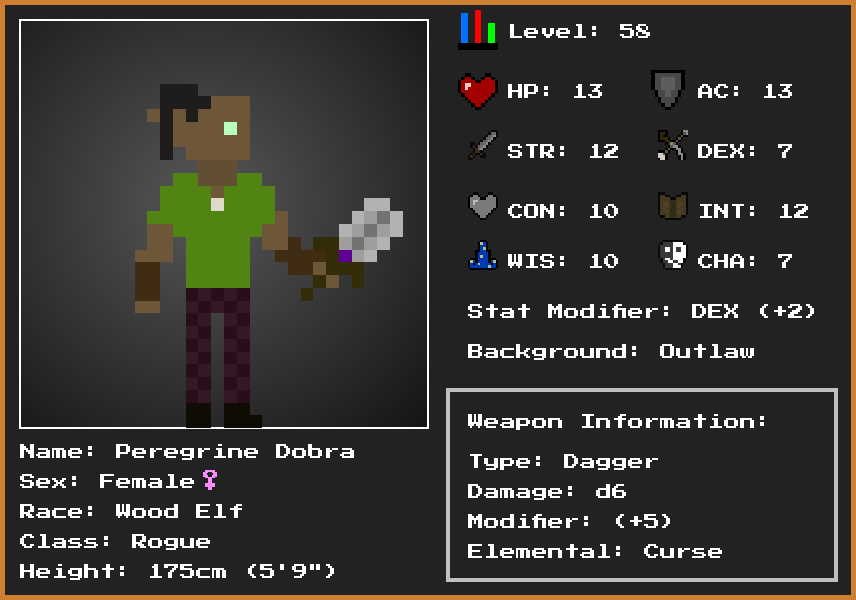 Level: 58
HP: 13 AC: 13
STR: 12 DEX: 7
CON: 10 INT: 12
WIS: 10 CHA: 7
Stat Modifier: DEX (+2)
Background: Outlaw
Weapon Information:
Type: Dagger
Damage: d6
Modifier: (+5)
Elemental: Curse
Name: Peregrine Dobra
Sex: Female♀
Race: Wood Elf
Class: Rogue
Height: 175cm (5'9")